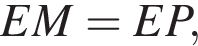 EM = EP,